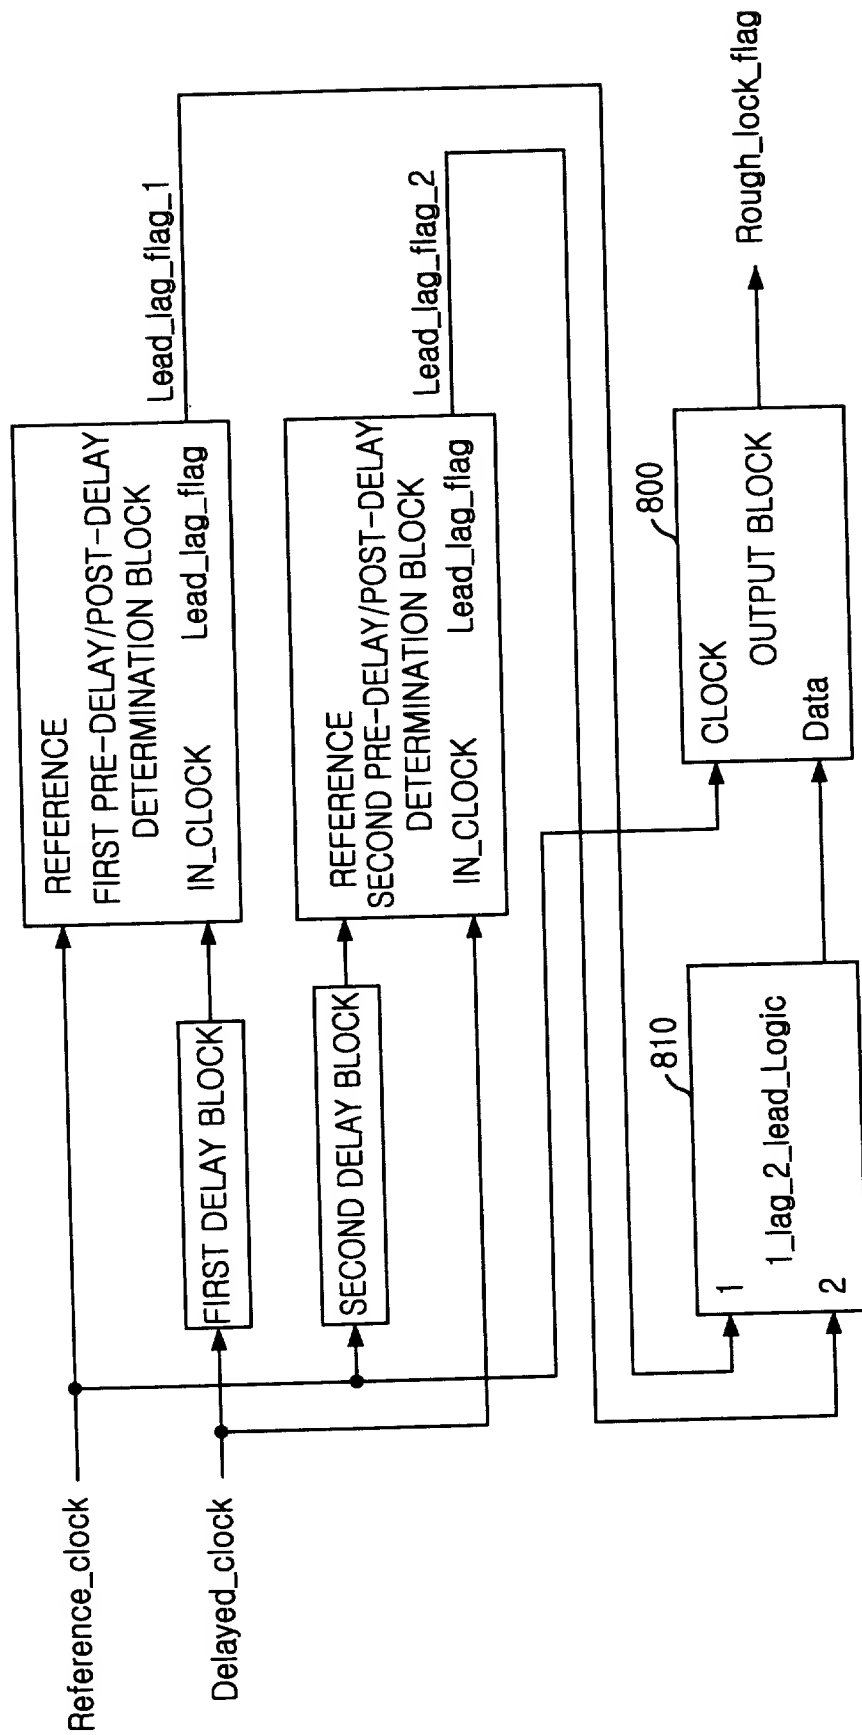 Reference_clock
Delayed_clock
FIRST DELAY BLOCK
SECOND DELAY BLOCK
REFERENCE
FIRST PRE-DELAY/POST-DELAY
DETERMINATION BLOCK
IN_CLOCK
Lead_lag_flag
Lead_lag_flag_1
REFERENCE
SECOND PRE-DELAY/POST-DELAY
DETERMINATION BLOCK
IN_CLOCK
Lead_lag_flag
Lead_lag_flag_2
810
1
1_lag_2_lead_Logic
2
800
CLOCK
OUTPUT BLOCK
Data
Rough_lock_flag